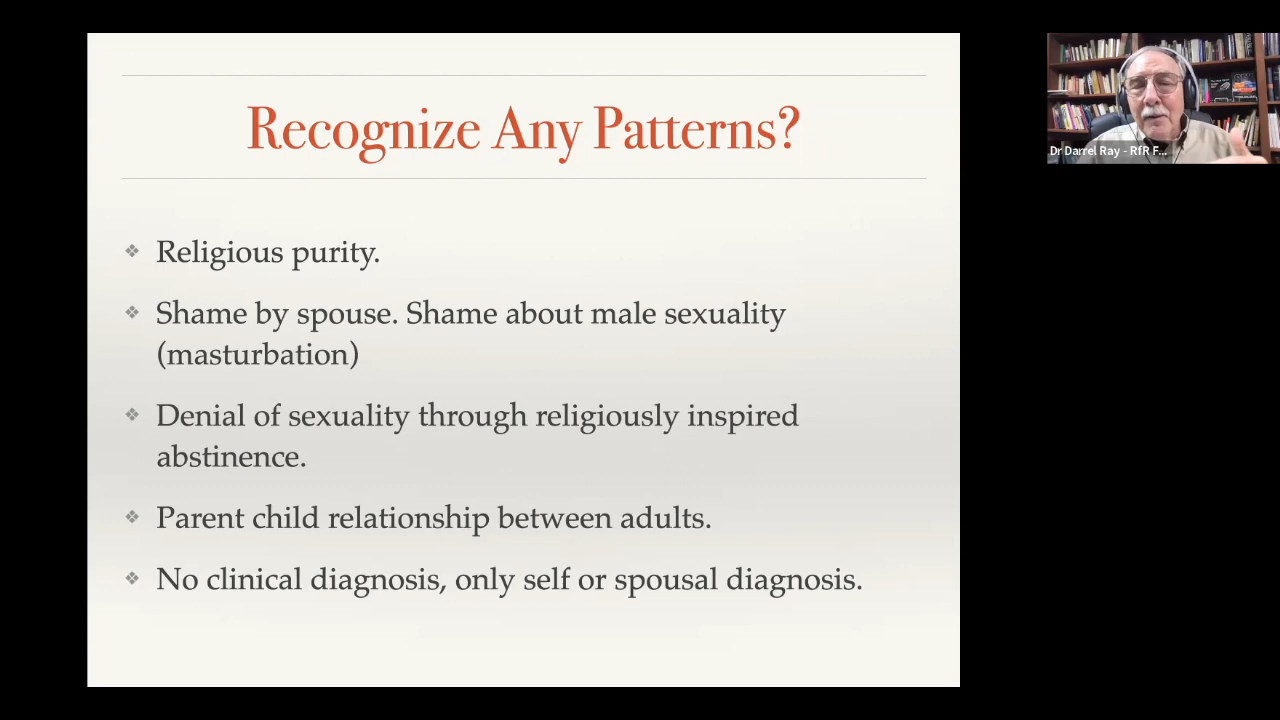 Recognize Any Patterns?
Religious purity.
Shame by spouse. Shame about male sexuality
(masturbation)
Denial of sexuality through religiously inspired
abstinence.
Parent child relationship between adults.
No clinical diagnosis, only self or spousal diagnosis.
Dr Darrel Ray - RfR F...